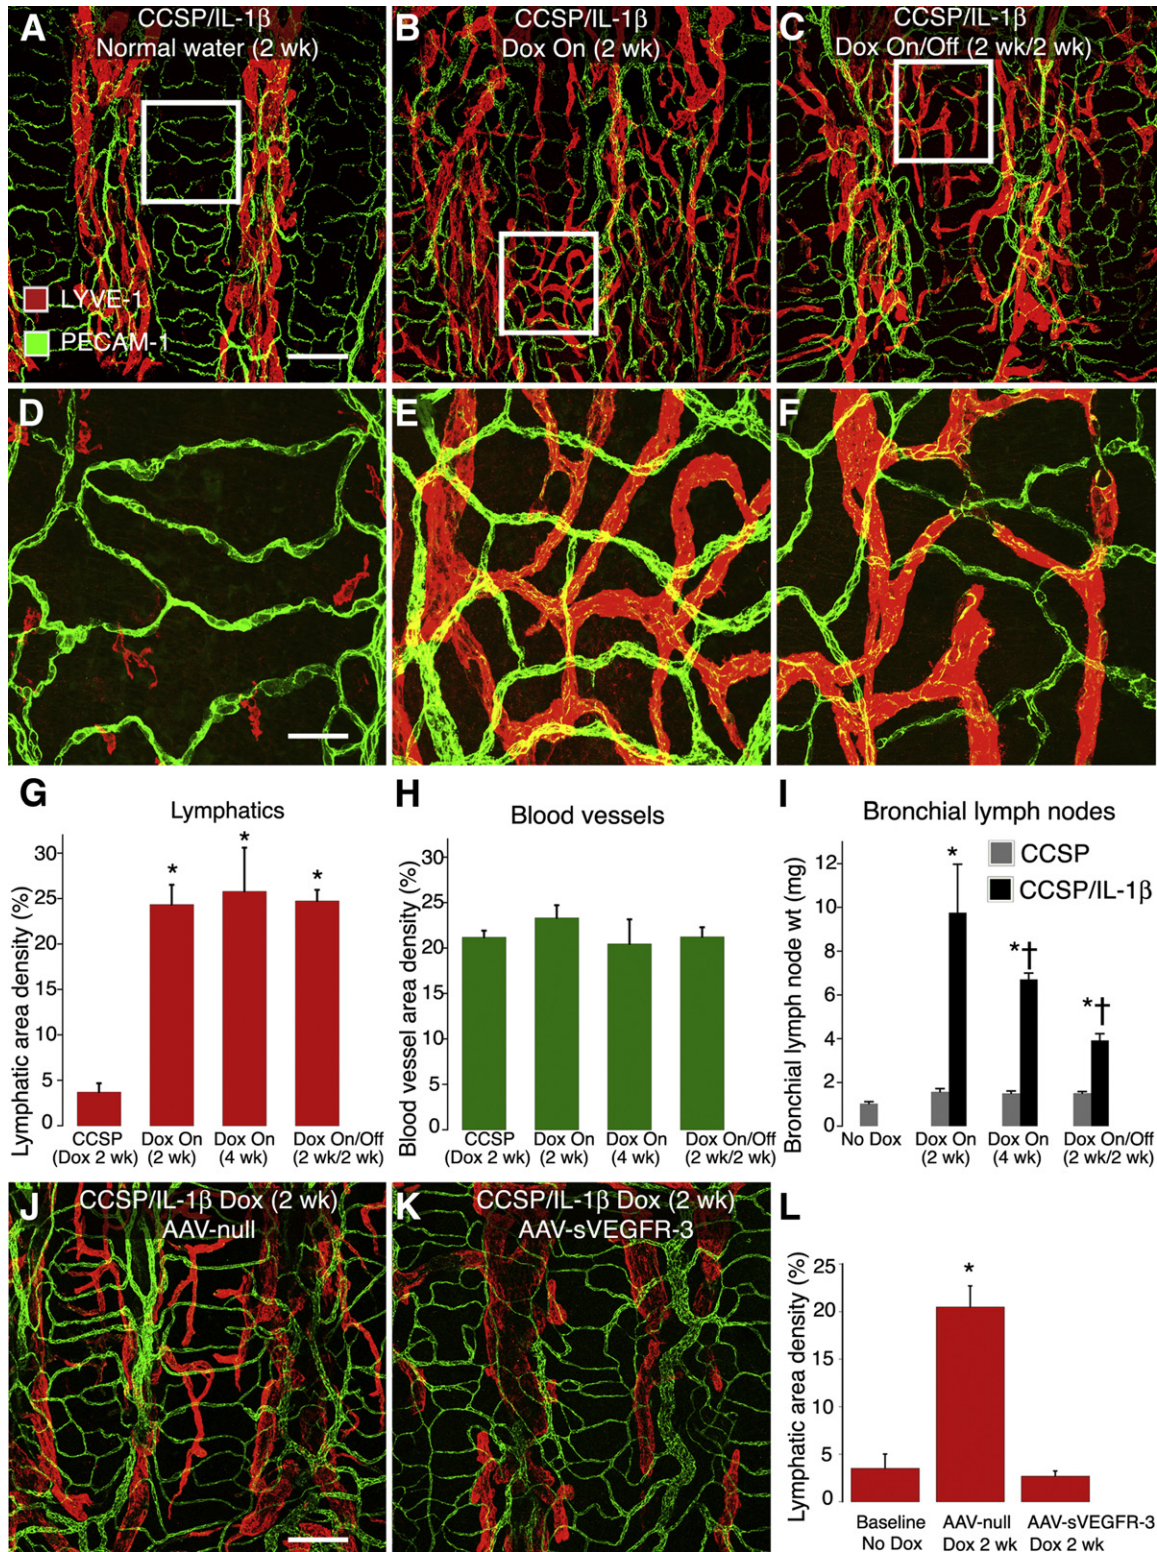 A
CCSP/IL-1β
Normal water (2 wk)
LYVE-1
PECAM-1
B
CCSP/IL-1β
Dox On (2 wk)
C
CCSP/IL-1β
Dox On/Off (2 wk/2 wk)
D
E
F
G
Lymphatics
Lymphatic area density (%)
30
25
20
15
10
5
0
*
*
*
CCSP
(Dox 2 wk)
Dox On
(2 wk)
Dox On
(4 wk)
Dox On/Off
(2 wk/2 wk)
H
Blood vessels
Blood vessel area density (%)
30
25
20
15
10
5
0
CCSP
(Dox 2 wk)
Dox On
(2 wk)
Dox On
(4 wk)
Dox On/Off
(2 wk/2 wk)
I
Bronchial lymph nodes
CCSP
CCSP/IL-1β
Bronchial lymph node wt (mg)
12
10
8
6
4
2
0
*
*†
*†
No Dox
Dox On
(2 wk)
Dox On
(4 wk)
Dox On/Off
(2 wk/2 wk)
J
CCSP/IL-1β Dox (2 wk)
AAV-null
K
CCSP/IL-1β Dox (2 wk)
AAV-sVEGFR-3
L
Lymphatic area density (%)
25
20
15
10
5
0
*
Baseline
No Dox
AAV-null
Dox 2 wk
AAV-sVEGFR-3
Dox 2 wk